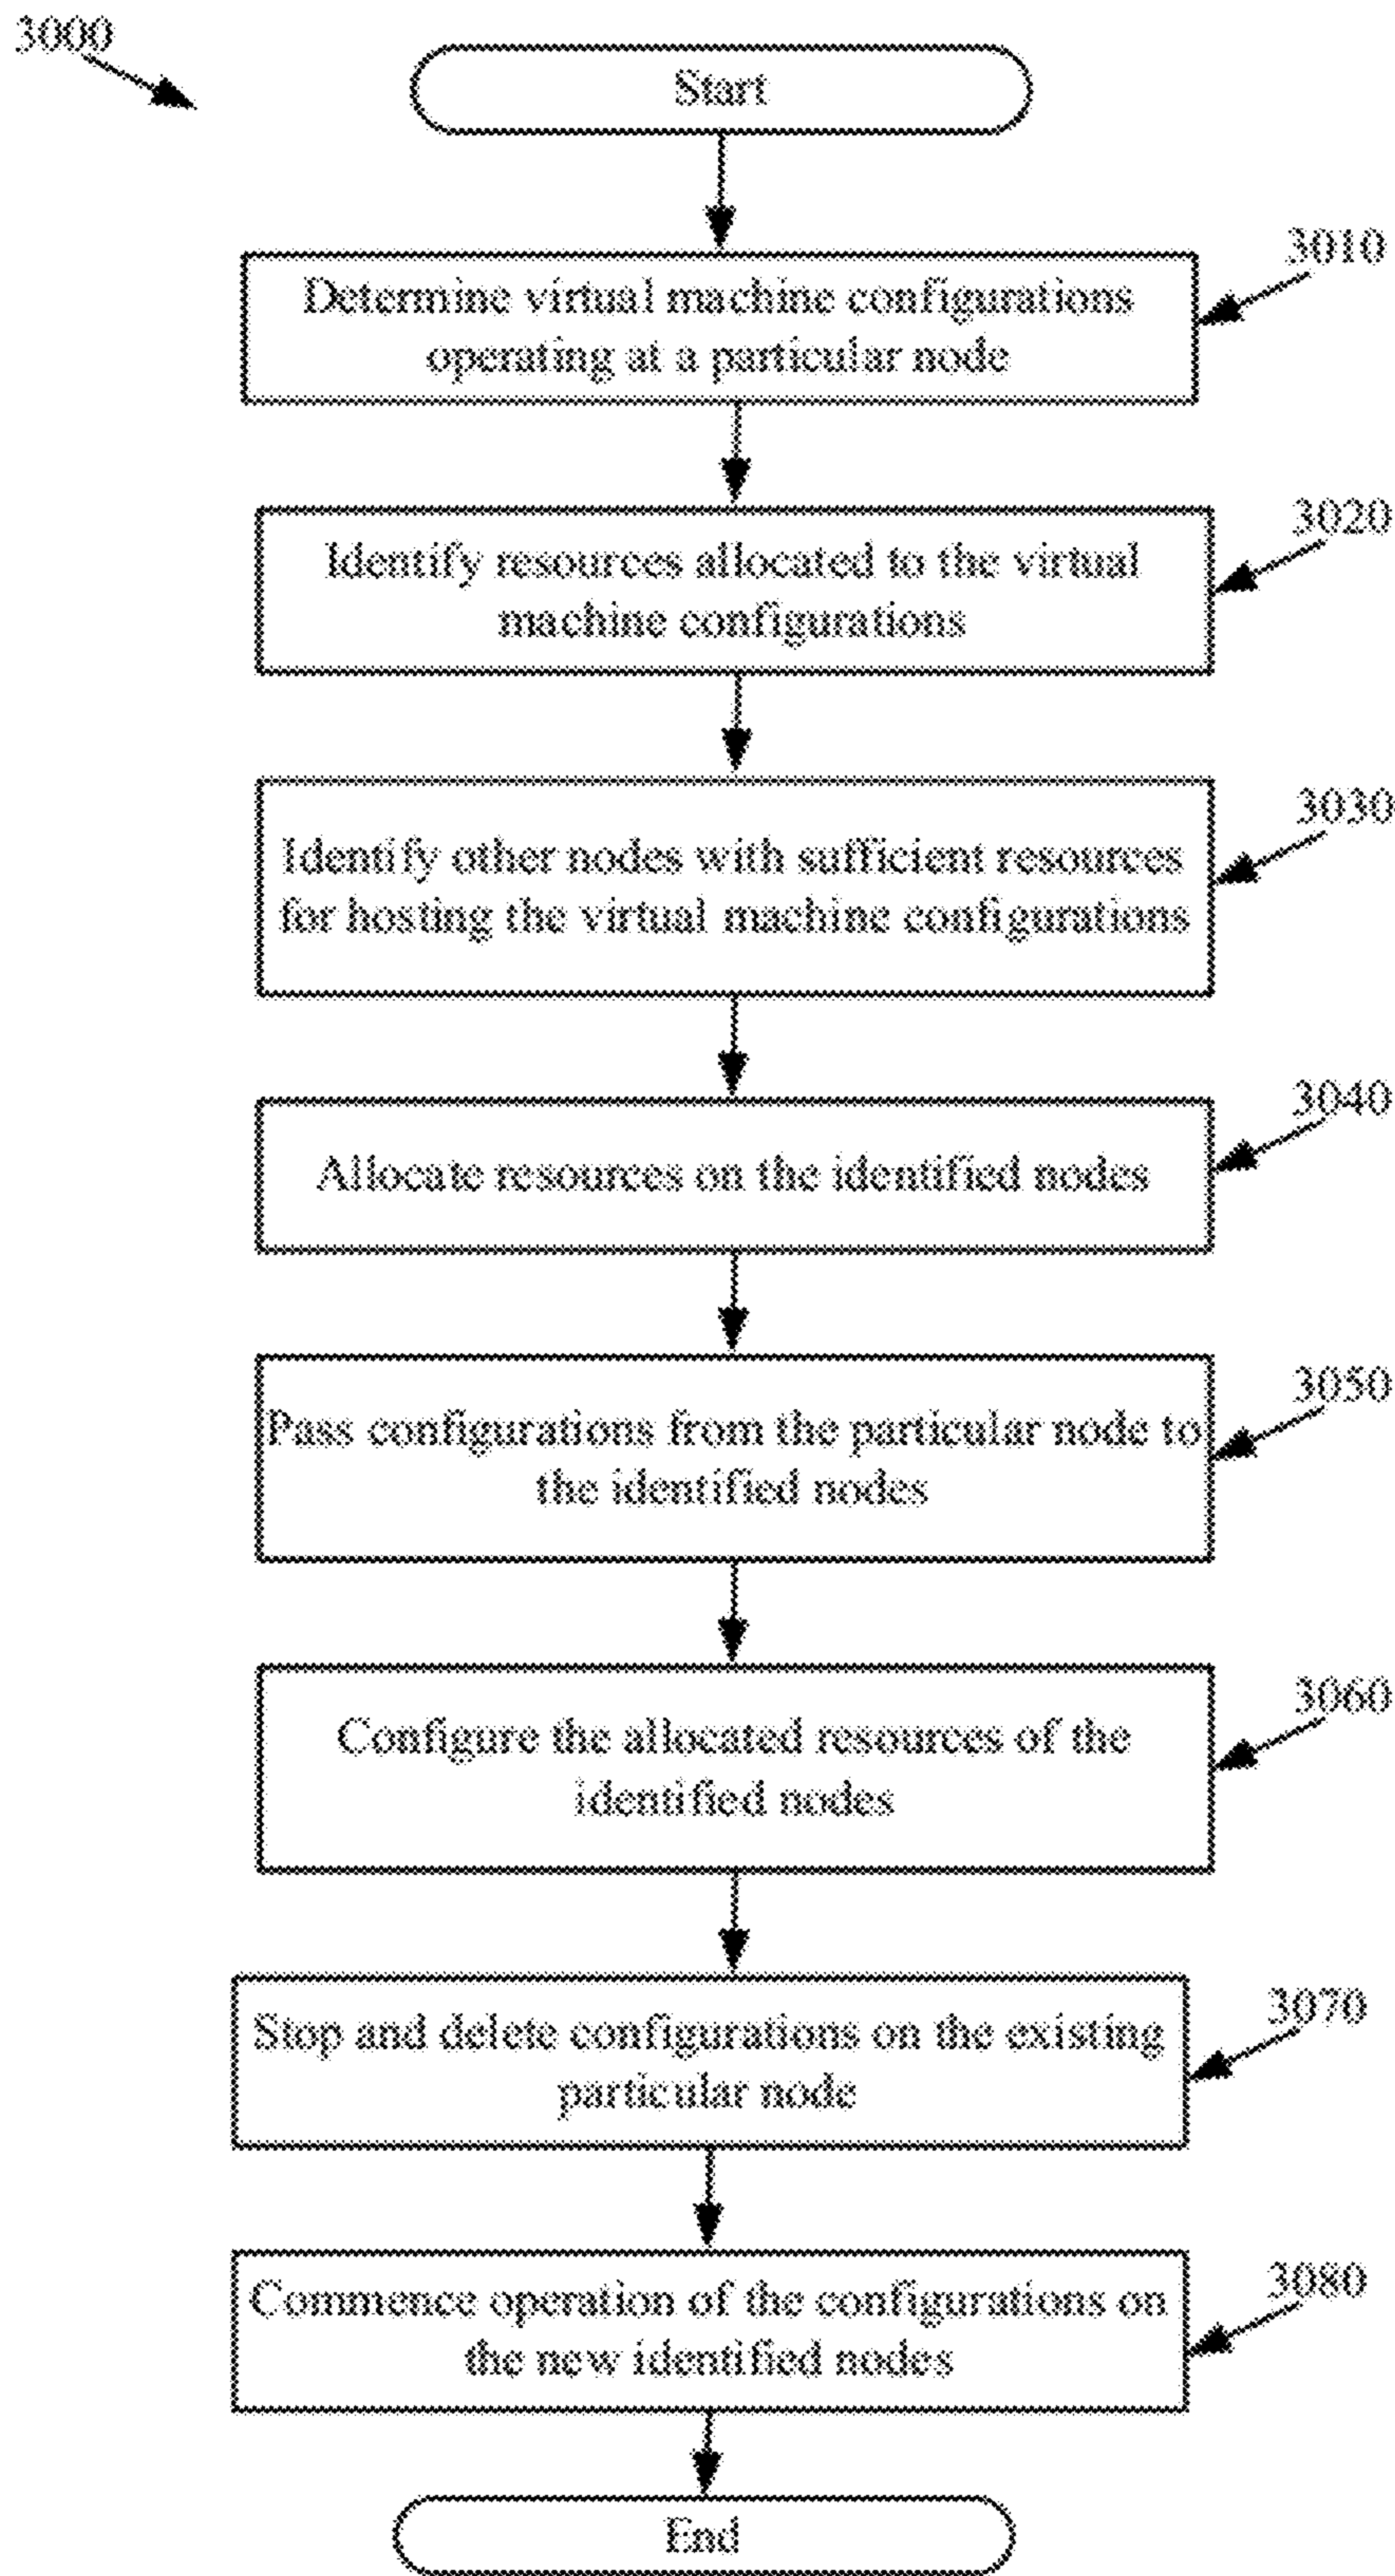 3000
Start
3010
Determine virtual machine configurations
operating at a particular node
3020
Identify resources allocated to the virtual
machine configurations
3030
Identify other nodes with sufficient resources
for hosting the virtual machine configurations
3040
Allocate resources on the identified nodes
3050
Pass configurations from the particular node to
the identified nodes
3060
Configure the allocated resources of the
identified nodes
3070
Stop and delete configurations on the existing
particular node
3080
Commence operation of the configurations on
the new identified nodes
End